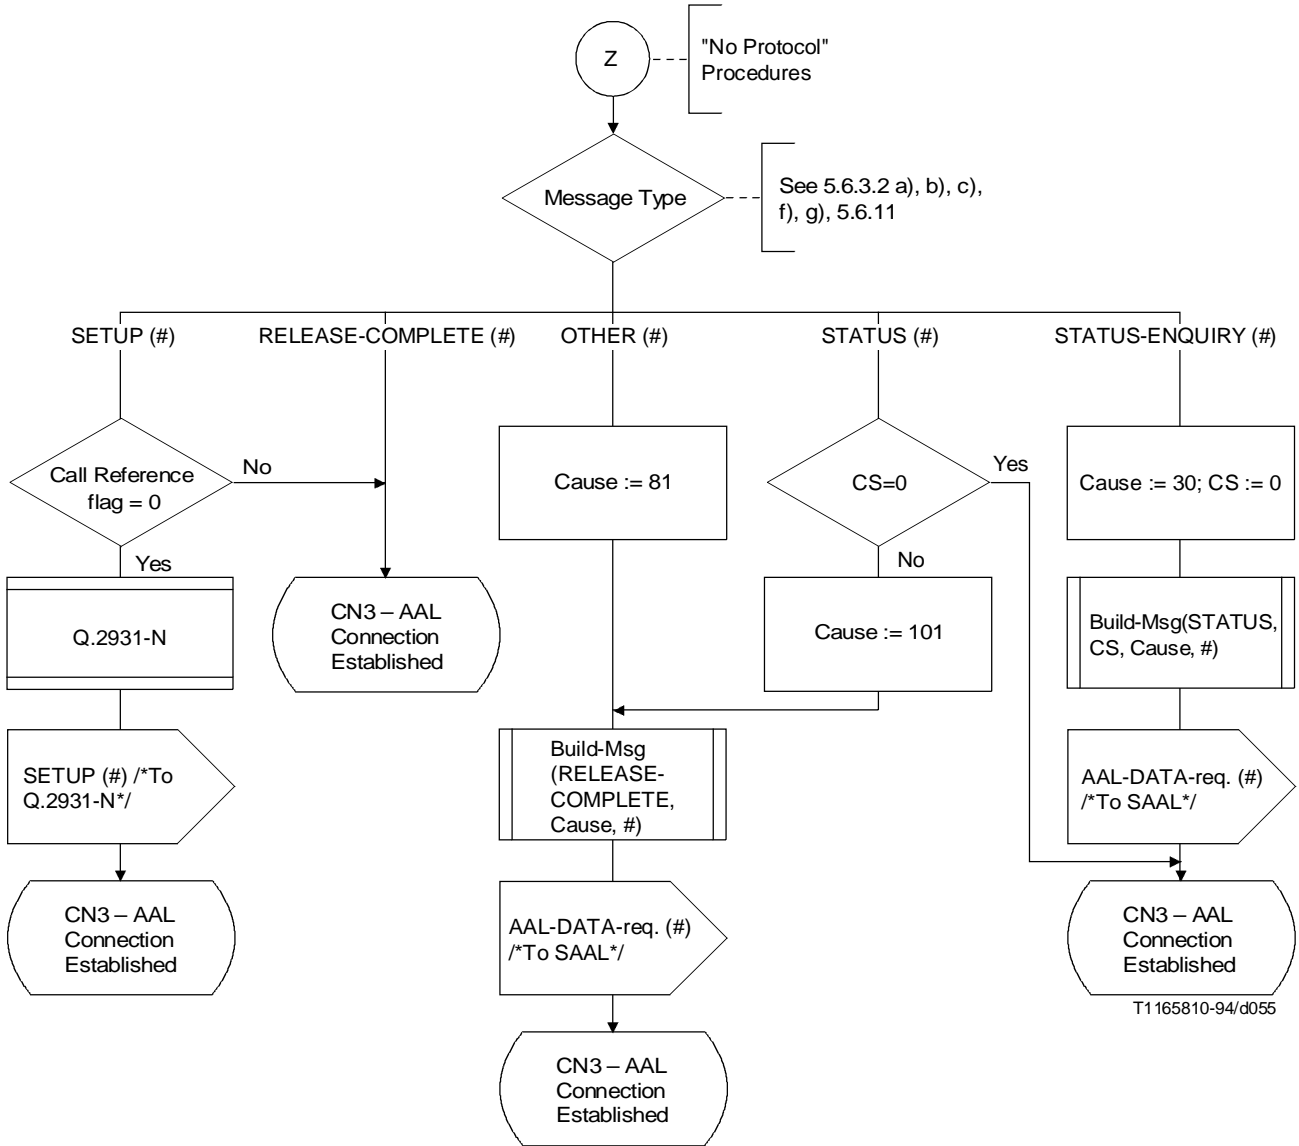 Z
"No Protocol"
Procedures
Message Type
See 5.6.3.2 a), b), c),
f), g), 5.6.11
SETUP (#)
RELEASE-COMPLETE (#)
OTHER (#)
STATUS (#)
STATUS-ENQUIRY (#)
Call Reference
flag = 0
No
Yes
Q.2931-N
SETUP (#) /*To
Q.2931-N*/
CN3 – AAL
Connection
Established
CN3 – AAL
Connection
Established
Cause := 81
Build-Msg
(RELEASE-
COMPLETE,
Cause, #)
AAL-DATA-req. (#)
/*To SAAL*/
CN3 – AAL
Connection
Established
CS=0
Yes
No
Cause := 101
Cause := 30; CS := 0
Build-Msg(STATUS,
CS, Cause, #)
AAL-DATA-req. (#)
/*To SAAL*/
CN3 – AAL
Connection
Established
T1165810-94/d055